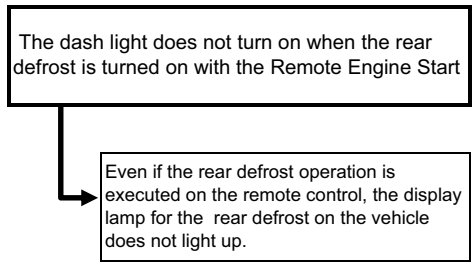 The dash light does not turn on when the rear
defrost is turned on with the Remote Engine Start
Even if the rear defrost operation is
executed on the remote control, the display
lamp for the  rear defrost on the vehicle
does not light up.